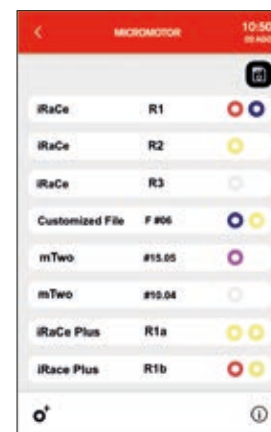 MICROMOTOR 10:50
iRaCe R1
iRaCe R2
iRaCe R3
Customized File F #06
mTwo #15.05
mTwo #10.04
iRaCe Plus R1a
iRace Plus R1b